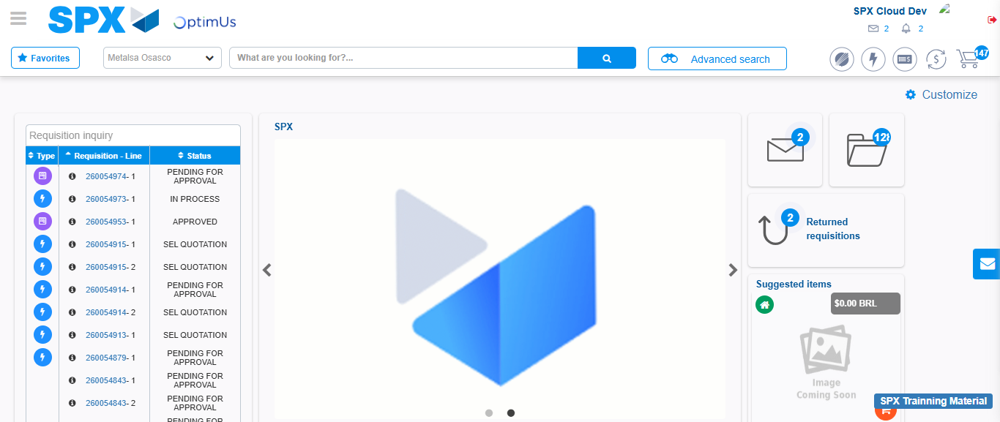 SPX OptimUs
SPX Cloud Dev
2 2
Favorites
Metalsa Osasco
What are you looking for?...
Advanced search
147
Customize
Requisition inquiry
Type Requisition - Line Status
260054974- 1 PENDING FOR APPROVAL
260054973- 1 IN PROCESS
260054953- 1 APPROVED
260054915- 1 SEL QUOTATION
260054915- 2 SEL QUOTATION
260054914- 1 PENDING FOR APPROVAL
260054914- 2 SEL QUOTATION
260054913- 1 SEL QUOTATION
260054879- 1 PENDING FOR APPROVAL
260054843- 1 PENDING FOR APPROVAL
260054843- 2 PENDING FOR APPROVAL
PENDING FOR
SPX
2
2
Returned
requisitions
Suggested items
$0.00 BRL
Image
Coming Soon
SPX Trainning Material